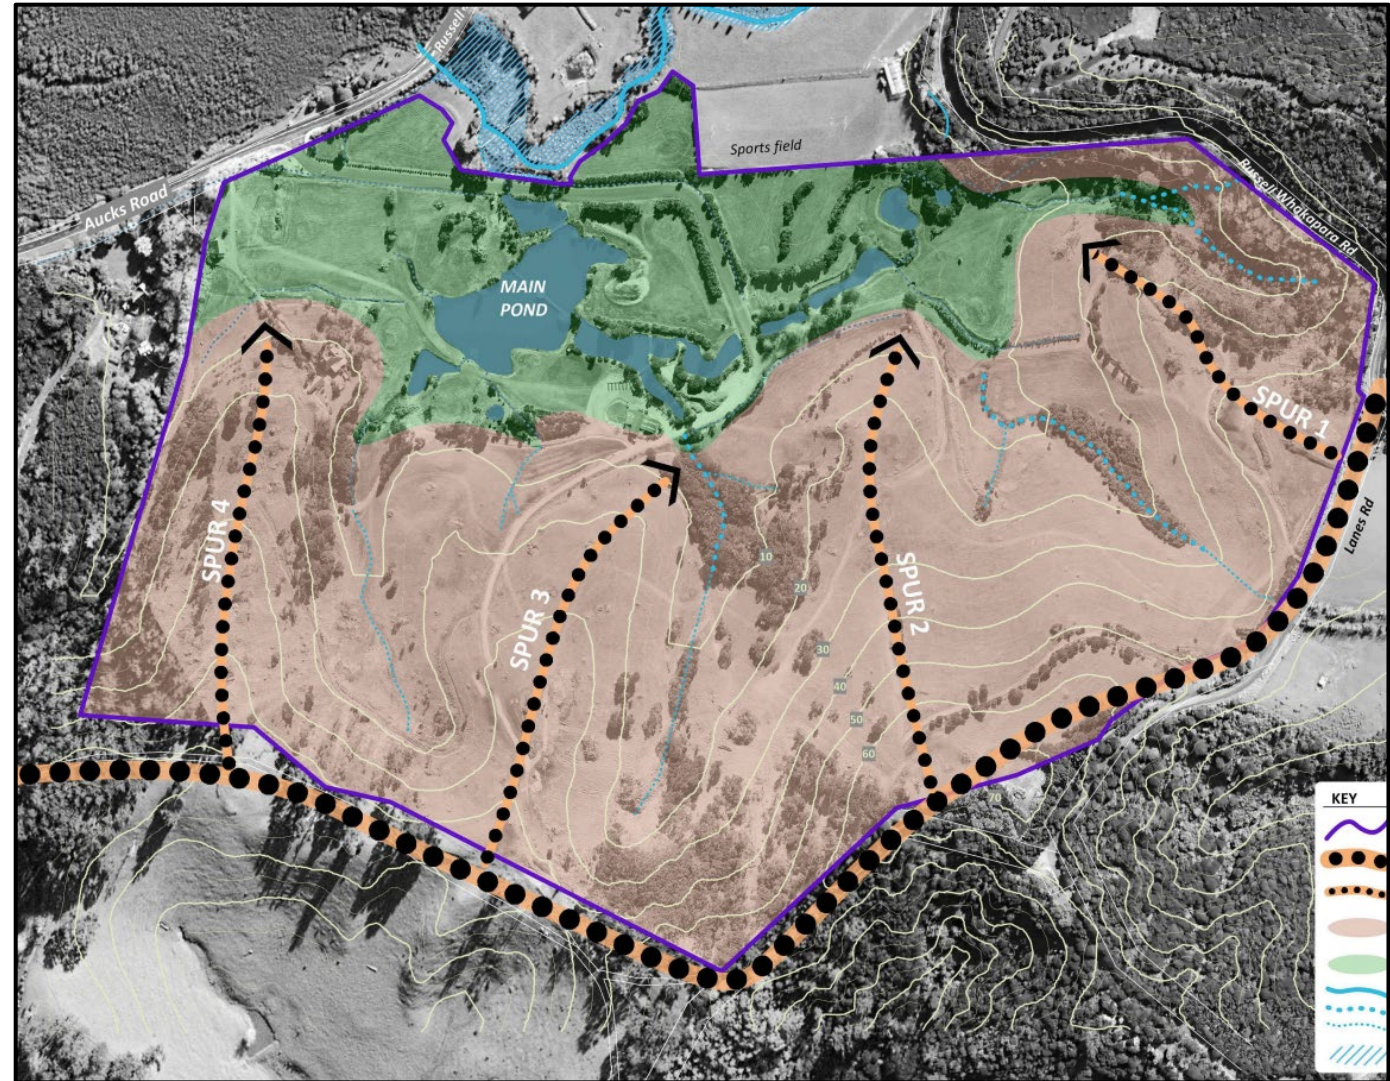 Russell
Aucks Road
Sports field
Russell Whakapara Rd
MAIN
POND
SPUR 1
SPUR 4
SPUR 3
SPUR 2
Lanes Rd
10
20
30
40
50
60
KEY